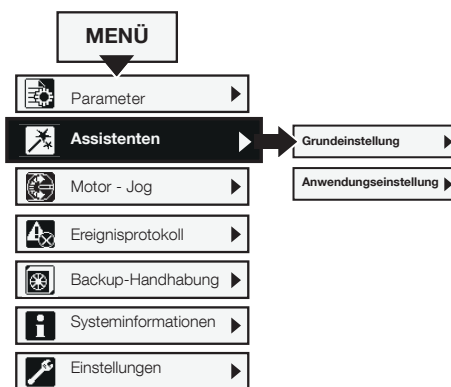 MENÜ
Parameter
Assistenten
Grundeinstellung
Anwendungseinstellung
Motor - Jog
Ereignisprotokoll
Backup-Handhabung
Systeminformationen
Einstellungen